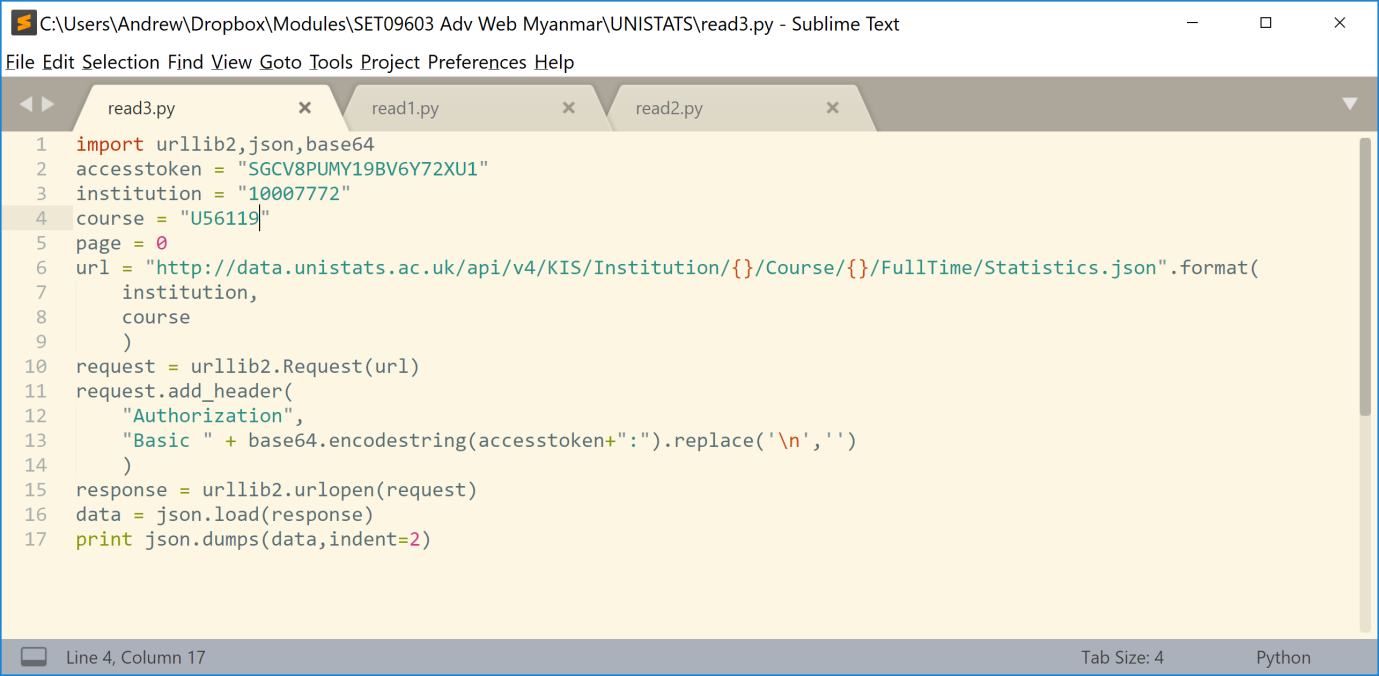 C:\Users\Andrew\Dropbox\Modules\SET09603 Adv Web Myanmar\UNISTATS\read3.py - Sublime Text
File Edit Selection Find View Goto Tools Project Preferences Help
read3.py read1.py read2.py
1 import urllib2,json,base64
2 accesstoken = "SGCV8PUMY19BV6Y72XU1"
3 institution = "10007772"
4 course = "U56119"
5 page = 0
6 url = "http://data.unistats.ac.uk/api/v4/KIS/Institution/{}/Course/{}/FullTime/Statistics.json".format(
7     institution,
8     course
9     )
10 request = urllib2.Request(url)
11 request.add_header(
12     "Authorization",
13     "Basic " + base64.encodestring(accesstoken+":").replace('\n','')
14     )
15 response = urllib2.urlopen(request)
16 data = json.load(response)
17 print json.dumps(data,indent=2)
Line 4, Column 17 Tab Size: 4 Python